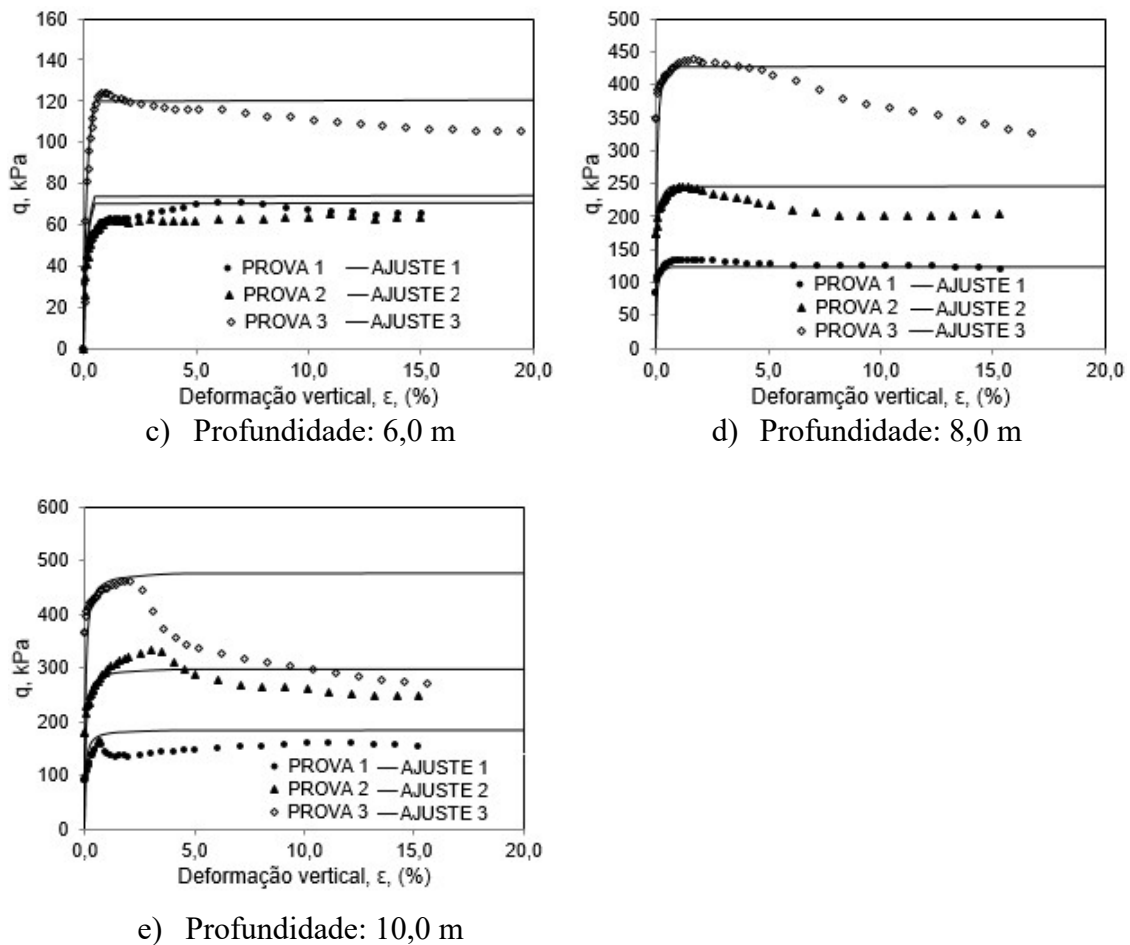 160
140
120
100
80
60
40
20
0
q, kPa
PROVA 1 AJUSTE 1
PROVA 2 AJUSTE 2
PROVA 3 AJUSTE 3
0,0 5,0 10,0 15,0 20,0
Deformação vertical, ε, (%)
c) Profundidade: 6,0 m
500
450
400
350
300
250
200
150
100
50
0
q, kPa
PROVA 1 AJUSTE 1
PROVA 2 AJUSTE 2
PROVA 3 AJUSTE 3
0,0 5,0 10,0 15,0 20,0
Deforamção vertical, ε, (%)
d) Profundidade: 8,0 m
600
500
400
300
200
100
0
q, kPa
PROVA 1 AJUSTE 1
PROVA 2 AJUSTE 2
PROVA 3 AJUSTE 3
0,0 5,0 10,0 15,0 20,0
Deformação vertical, ε, (%)
e) Profundidade: 10,0 m